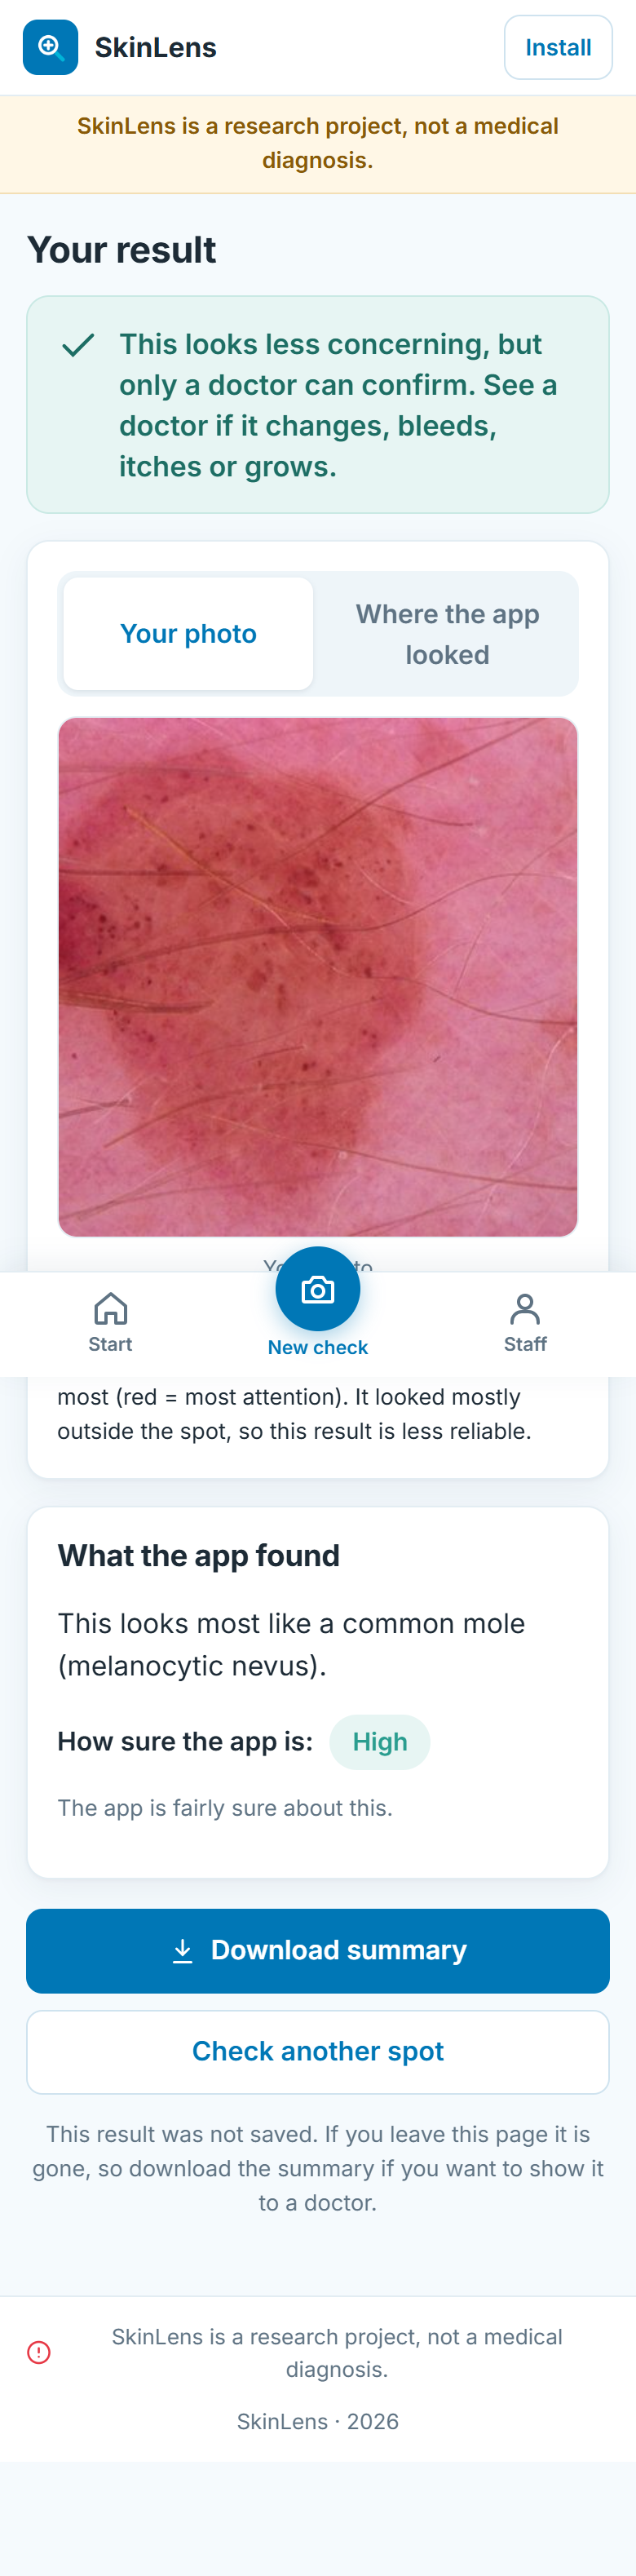 SkinLens
Install
SkinLens is a research project, not a medical
diagnosis.
Your result
This looks less concerning, but
only a doctor can confirm. See a
doctor if it changes, bleeds,
itches or grows.
Your photo
Where the app
looked
Start
New check
Staff
most (red = most attention). It looked mostly
outside the spot, so this result is less reliable.
What the app found
This looks most like a common mole
(melanocytic nevus).
How sure the app is:
High
The app is fairly sure about this.
Download summary
Check another spot
This result was not saved. If you leave this page it is
gone, so download the summary if you want to show it
to a doctor.
SkinLens is a research project, not a medical
diagnosis.
SkinLens · 2026